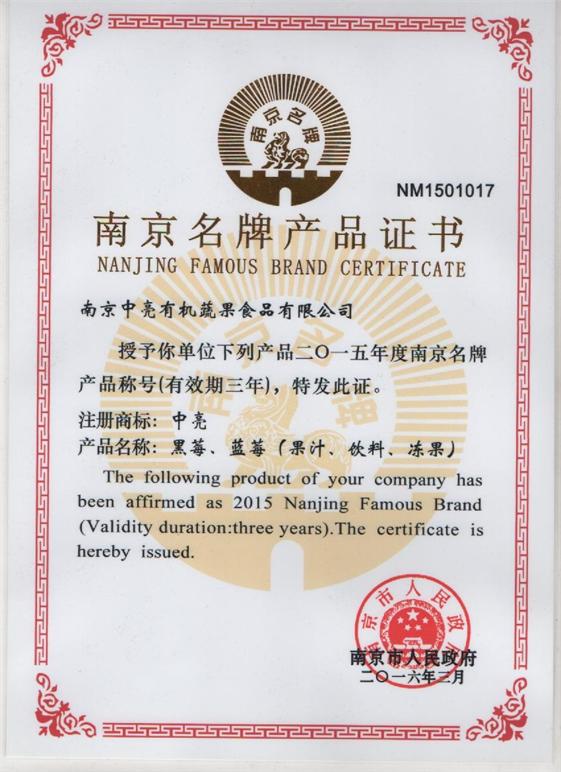 南京名牌
NM1501017
南京名牌产品证书
NANJING FAMOUS BRAND CERTIFICATE
南京中亮有机蔬果食品有限公司
授予你单位下列产品二〇一五年度南京名牌
产品称号(有效期三年)，特发此证。
注册商标：中亮
产品名称：黑莓、蓝莓（果汁、饮料、冻果）
The following product of your company has
been affirmed as 2015 Nanjing Famous Brand
(Validity duration:three years).The certificate is
hereby issued.
南京市人民政府
南京市人民政府
二〇一六年三月